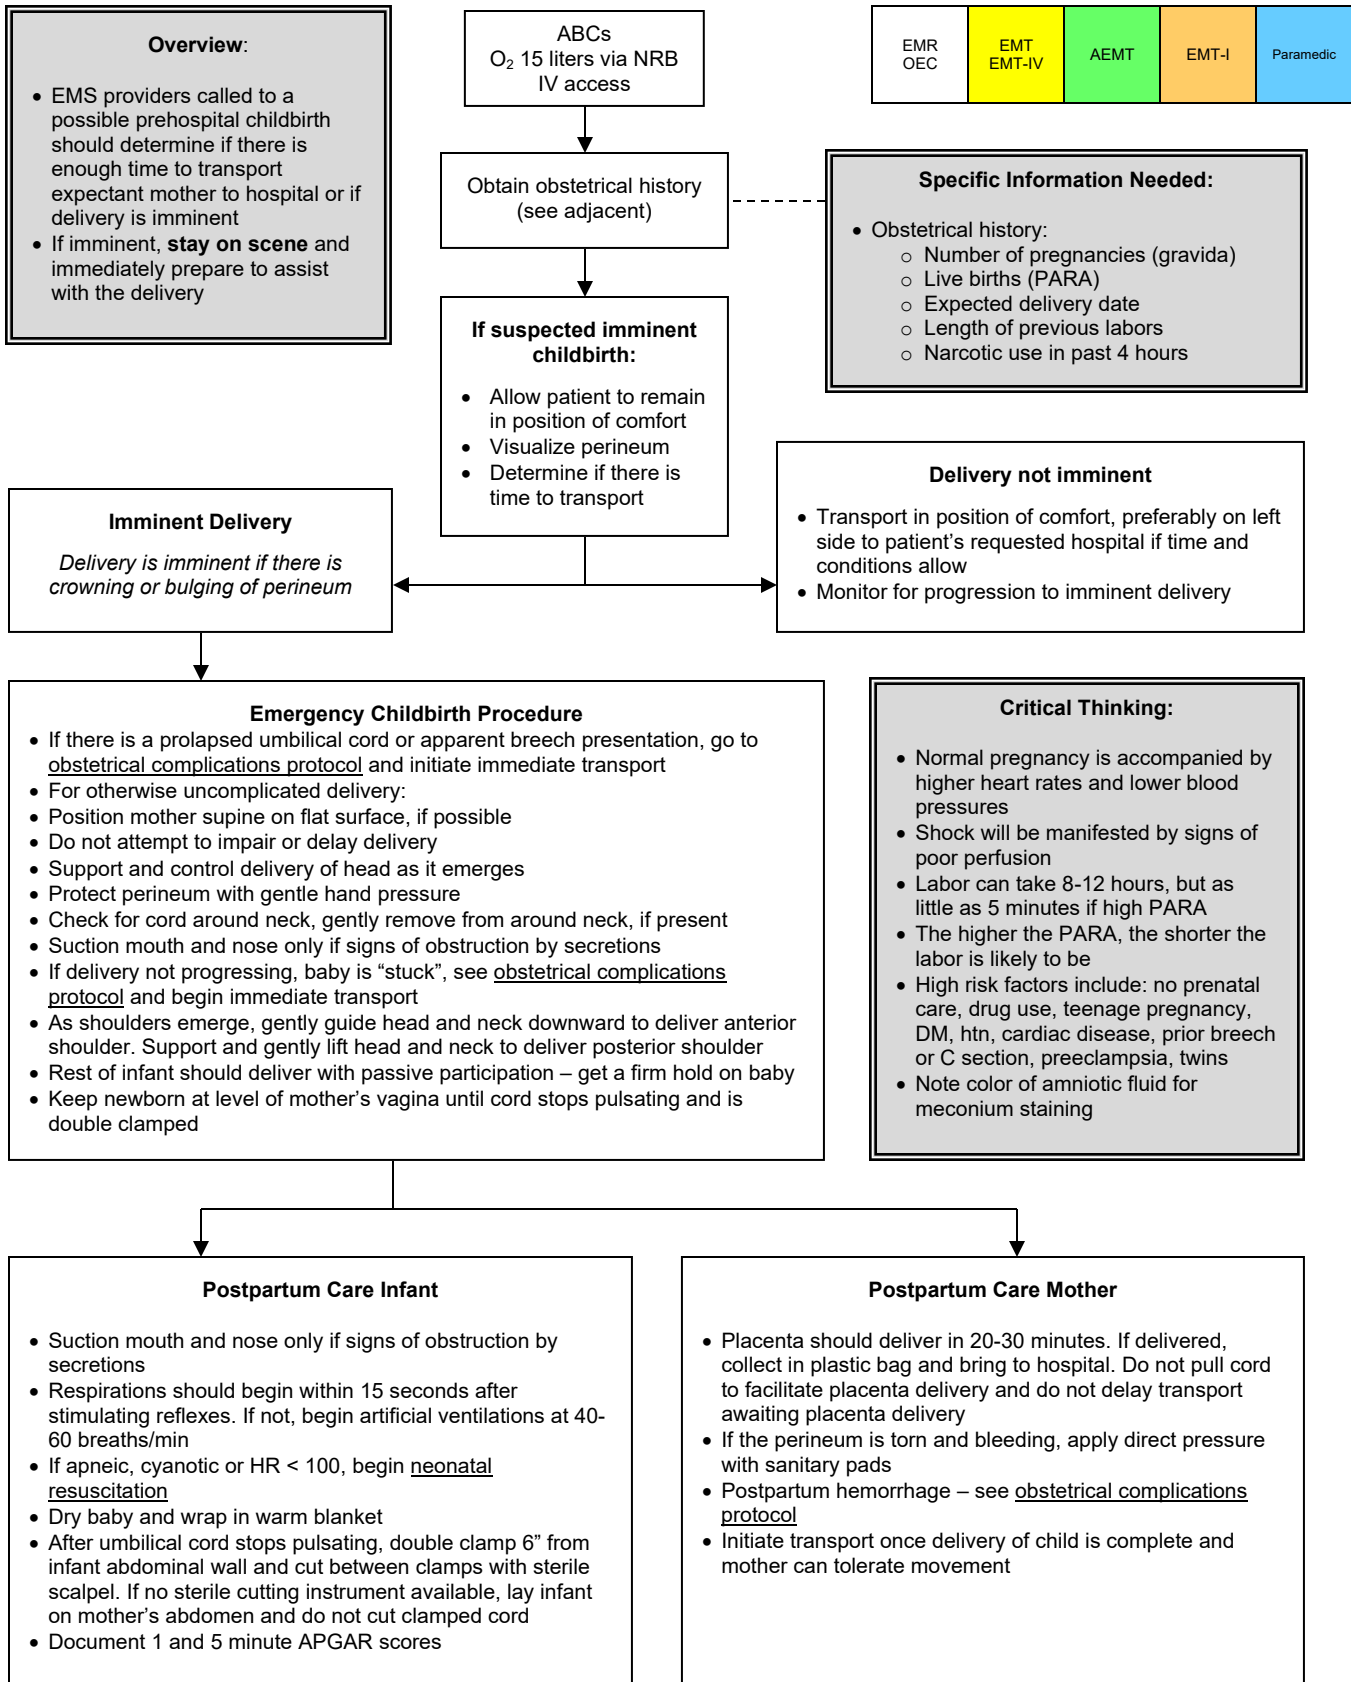 Overview:
• EMS providers called to a
possible prehospital childbirth
should determine if there is
enough time to transport
expectant mother to hospital or if
delivery is imminent
• If imminent, stay on scene and
immediately prepare to assist
with the delivery
ABCs
O₂ 15 liters via NRB
IV access
EMR
OEC
EMT
EMT-IV
AEMT
EMT-I
Paramedic
Obtain obstetrical history
(see adjacent)
Specific Information Needed:
• Obstetrical history:
o Number of pregnancies (gravida)
o Live births (PARA)
o Expected delivery date
o Length of previous labors
o Narcotic use in past 4 hours
If suspected imminent
childbirth:
• Allow patient to remain
in position of comfort
• Visualize perineum
• Determine if there is
time to transport
Imminent Delivery
Delivery is imminent if there is
crowning or bulging of perineum
Delivery not imminent
• Transport in position of comfort, preferably on left
side to patient’s requested hospital if time and
conditions allow
• Monitor for progression to imminent delivery
Emergency Childbirth Procedure
• If there is a prolapsed umbilical cord or apparent breech presentation, go to
obstetrical complications protocol and initiate immediate transport
• For otherwise uncomplicated delivery:
• Position mother supine on flat surface, if possible
• Do not attempt to impair or delay delivery
• Support and control delivery of head as it emerges
• Protect perineum with gentle hand pressure
• Check for cord around neck, gently remove from around neck, if present
• Suction mouth and nose only if signs of obstruction by secretions
• If delivery not progressing, baby is “stuck”, see obstetrical complications
protocol and begin immediate transport
• As shoulders emerge, gently guide head and neck downward to deliver anterior
shoulder. Support and gently lift head and neck to deliver posterior shoulder
• Rest of infant should deliver with passive participation – get a firm hold on baby
• Keep newborn at level of mother’s vagina until cord stops pulsating and is
double clamped
Critical Thinking:
• Normal pregnancy is accompanied by
higher heart rates and lower blood
pressures
• Shock will be manifested by signs of
poor perfusion
• Labor can take 8-12 hours, but as
little as 5 minutes if high PARA
• The higher the PARA, the shorter the
labor is likely to be
• High risk factors include: no prenatal
care, drug use, teenage pregnancy,
DM, htn, cardiac disease, prior breech
or C section, preeclampsia, twins
• Note color of amniotic fluid for
meconium staining
Postpartum Care Infant
• Suction mouth and nose only if signs of obstruction by
secretions
• Respirations should begin within 15 seconds after
stimulating reflexes. If not, begin artificial ventilations at 40-
60 breaths/min
• If apneic, cyanotic or HR < 100, begin neonatal
resuscitation
• Dry baby and wrap in warm blanket
• After umbilical cord stops pulsating, double clamp 6” from
infant abdominal wall and cut between clamps with sterile
scalpel. If no sterile cutting instrument available, lay infant
on mother’s abdomen and do not cut clamped cord
• Document 1 and 5 minute APGAR scores
Postpartum Care Mother
• Placenta should deliver in 20-30 minutes. If delivered,
collect in plastic bag and bring to hospital. Do not pull cord
to facilitate placenta delivery and do not delay transport
awaiting placenta delivery
• If the perineum is torn and bleeding, apply direct pressure
with sanitary pads
• Postpartum hemorrhage – see obstetrical complications
protocol
• Initiate transport once delivery of child is complete and
mother can tolerate movement